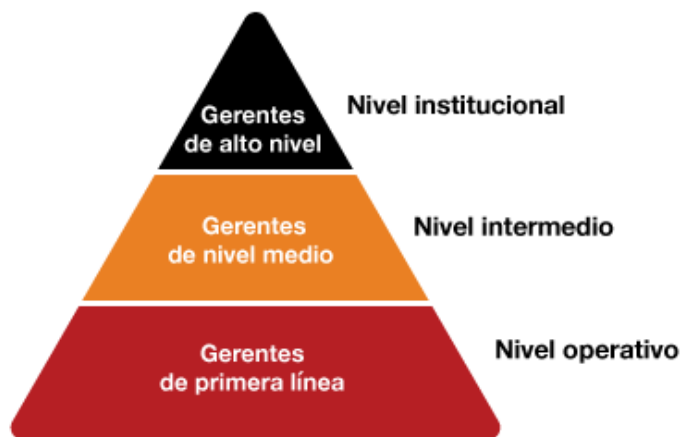 Gerentes
de alto nivel
Nivel institucional
Gerentes
de nivel medio
Nivel intermedio
Gerentes
de primera línea
Nivel operativo